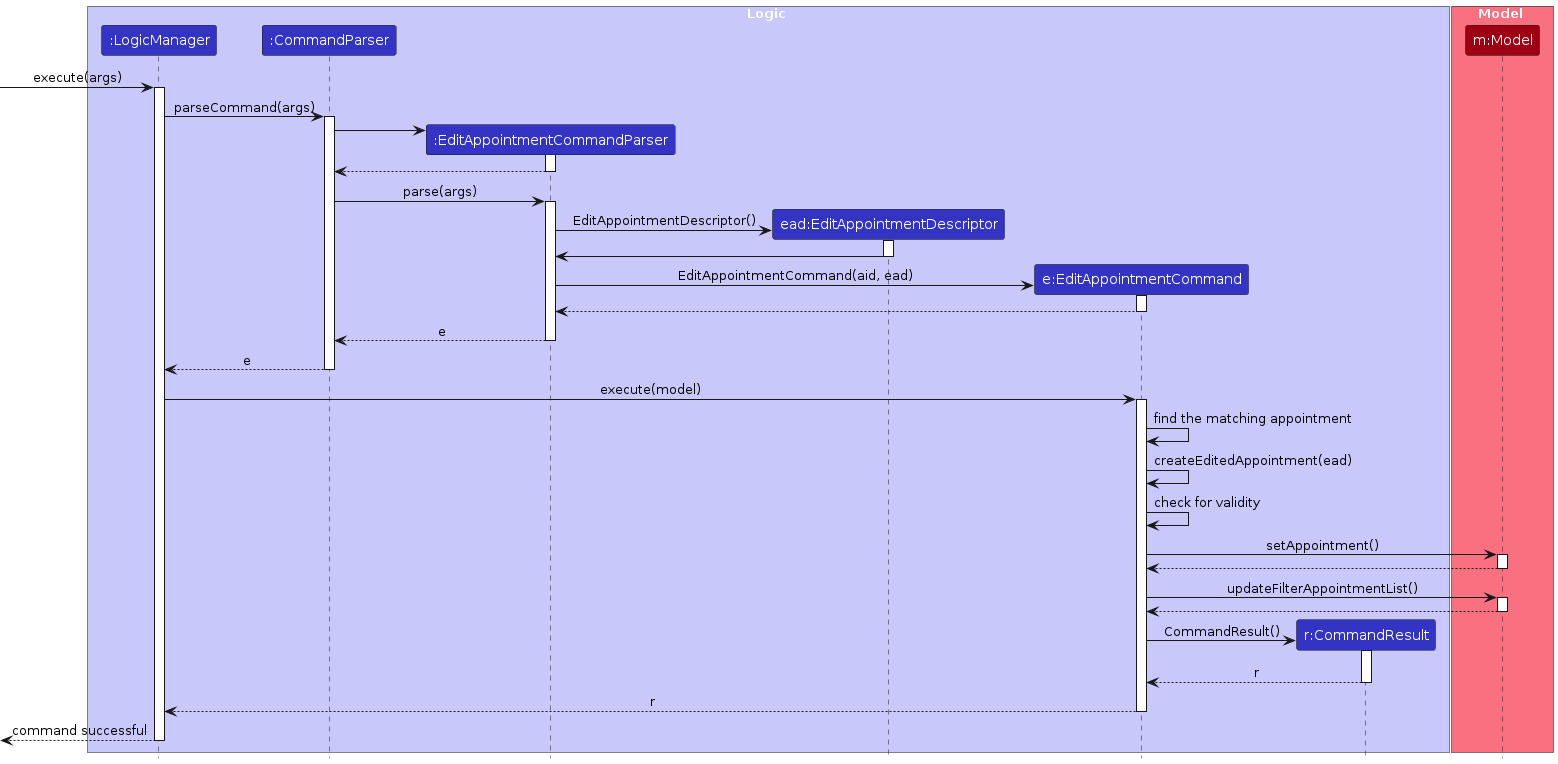 Logic
Model
:LogicManager
:CommandParser
m:Model
execute(args)
parseCommand(args)
:EditAppointmentCommandParser
parse(args)
EditAppointmentDescriptor()
ead:EditAppointmentDescriptor
EditAppointmentCommand(aid, ead)
e:EditAppointmentCommand
e
e
execute(model)
find the matching appointment
createEditedAppointment(ead)
check for validity
setAppointment()
updateFilterAppointmentList()
CommandResult()
r:CommandResult
r
r
command successful